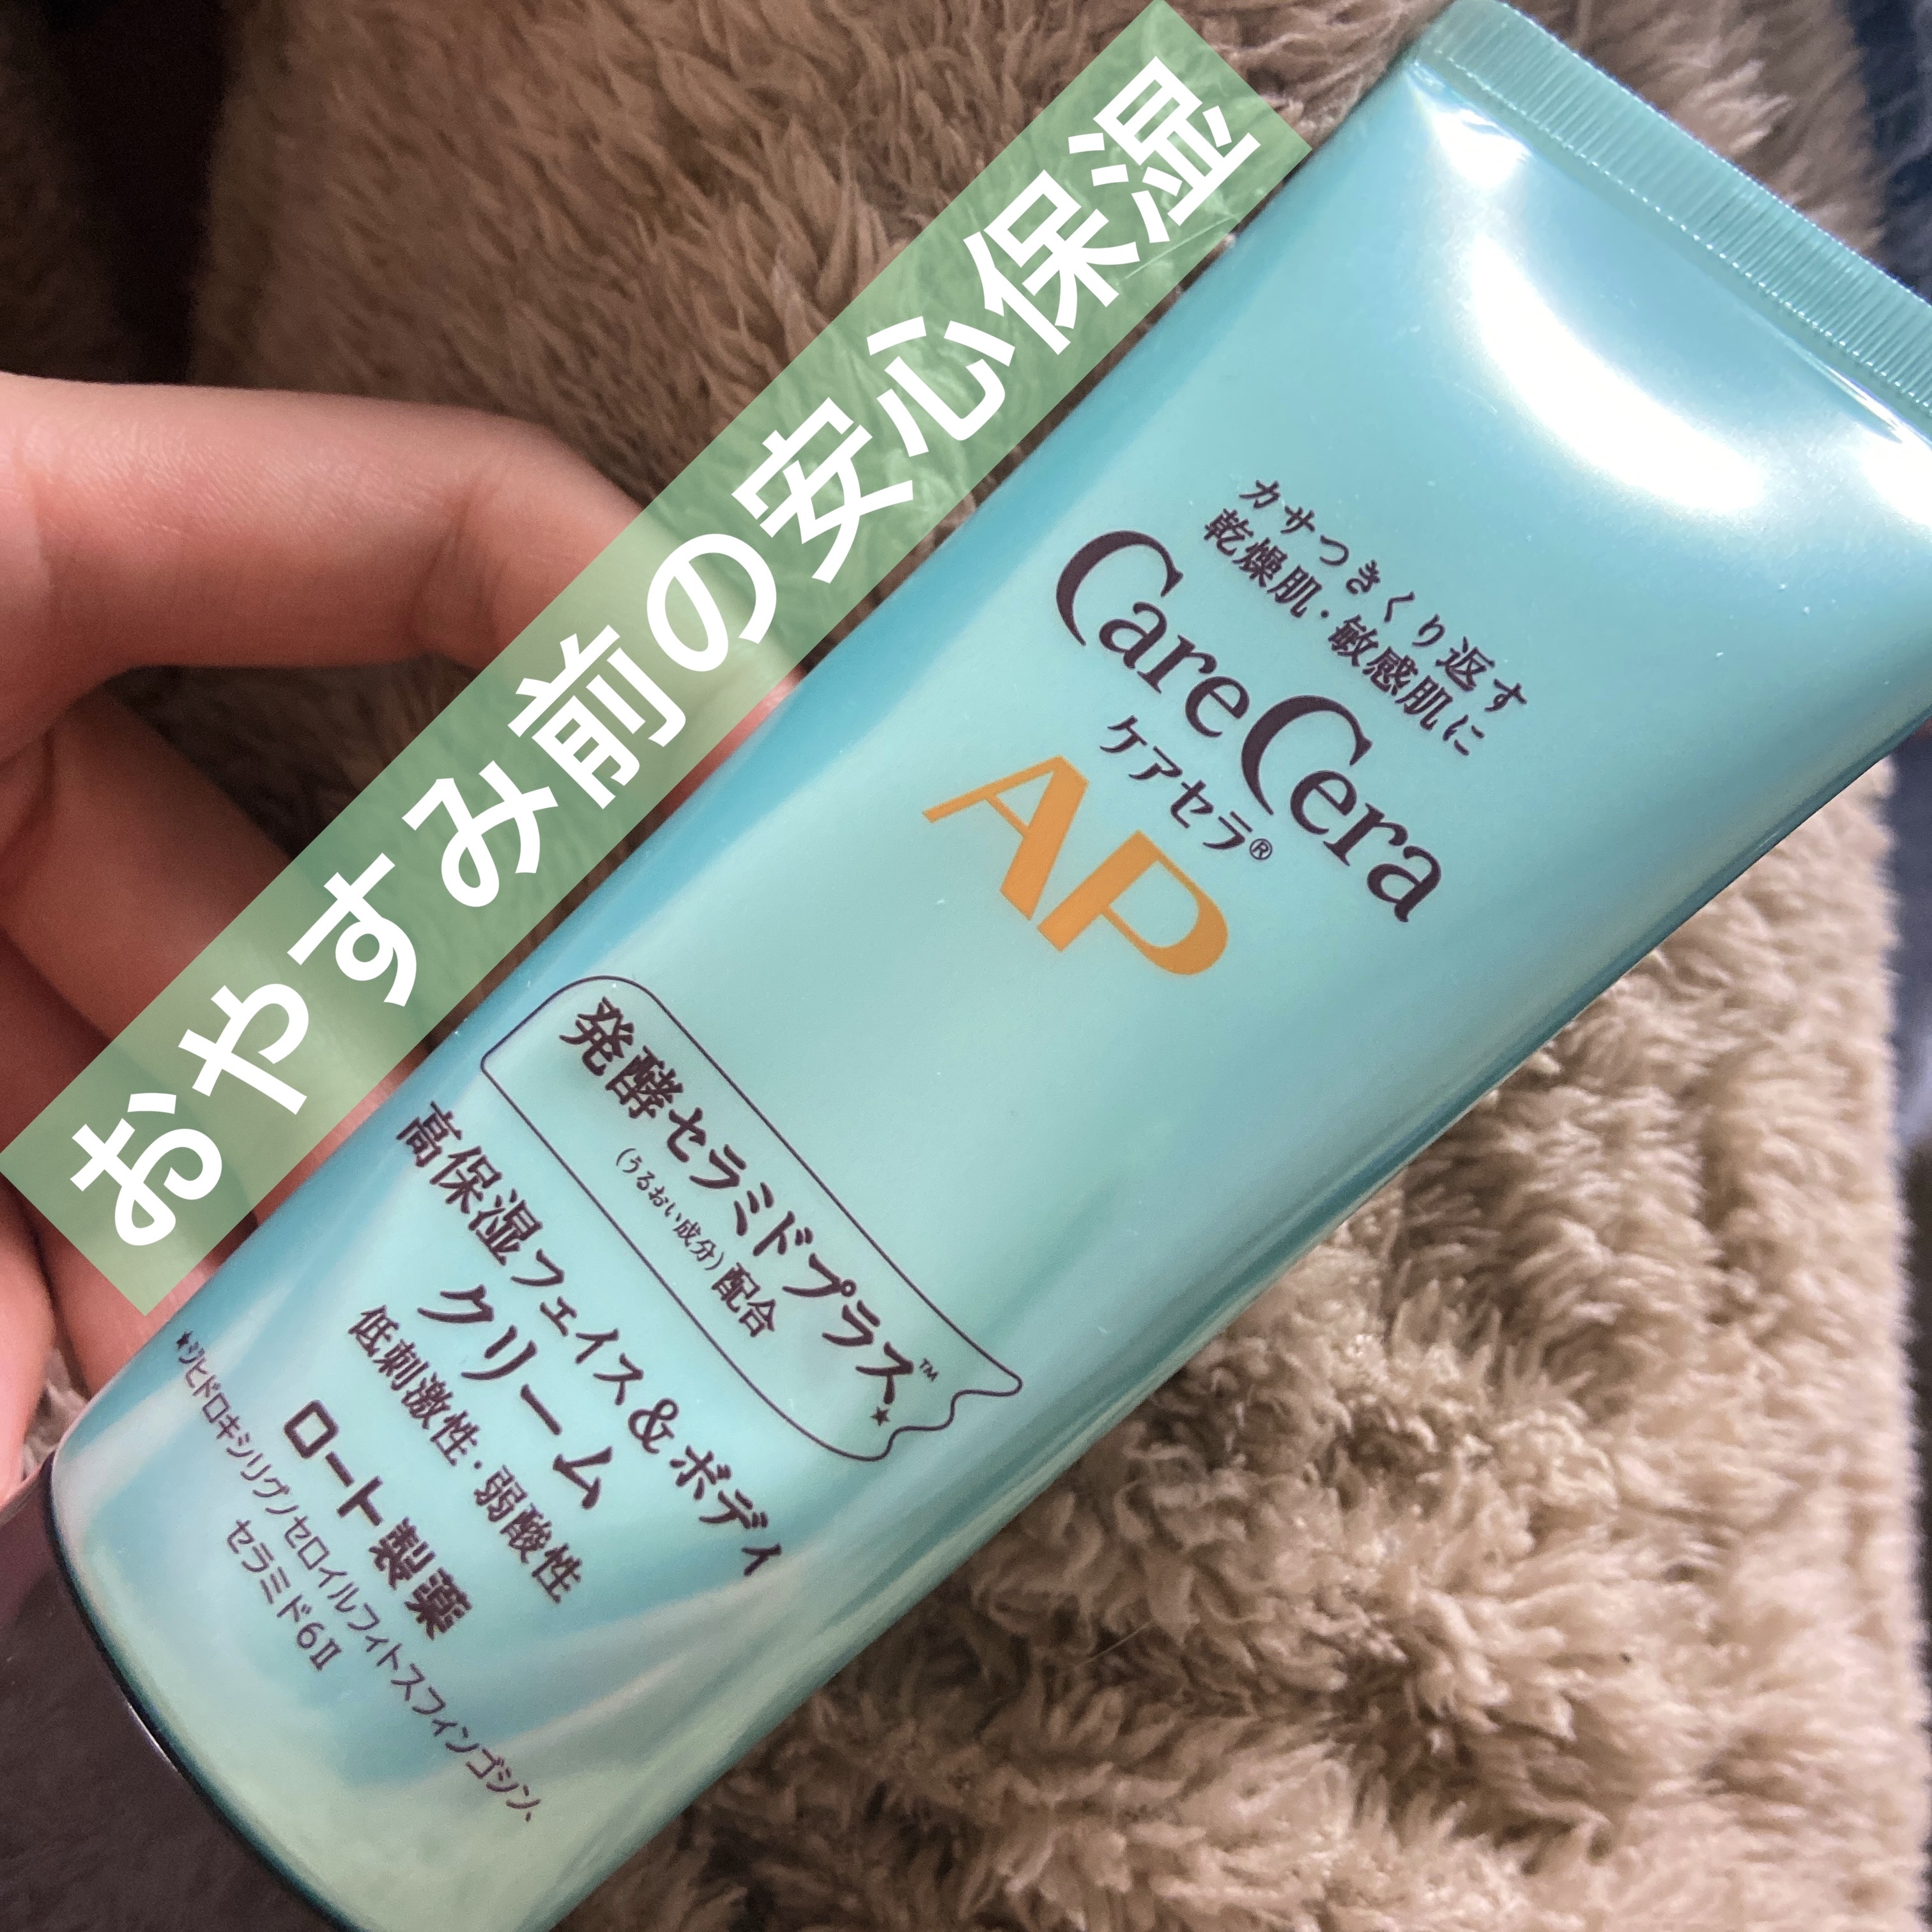 おやすみ前の安心保湿
カサつきくり返す
乾燥肌・敏感肌に
CareCera
ケアセラ®
AP
発酵セラミドプラス™★
(うるおい成分)配合
高保湿フェイス&ボディ
クリーム
低刺激性・弱酸性
ロート製薬
★ジヒドロキシリグノセロイルフィトスフィンゴシン、
セラミド6Ⅱ